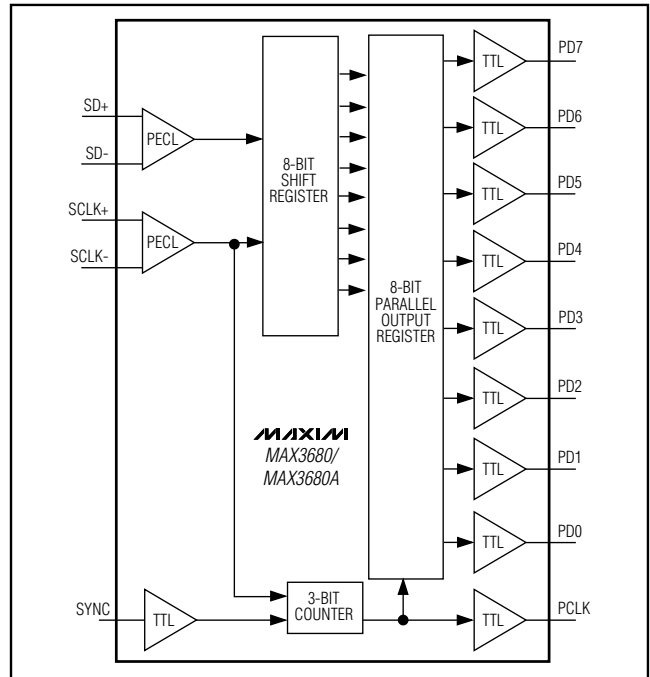 SD+
SD-
PECL
SCLK+
SCLK-
PECL
8-BIT
SHIFT
REGISTER
8-BIT
PARALLEL
OUTPUT
REGISTER
TTL
PD7
TTL
PD6
TTL
PD5
TTL
PD4
TTL
PD3
TTL
PD2
TTL
PD1
TTL
PD0
MAXIM
MAX3680/
MAX3680A
SYNC
TTL
3-BIT
COUNTER
TTL
PCLK